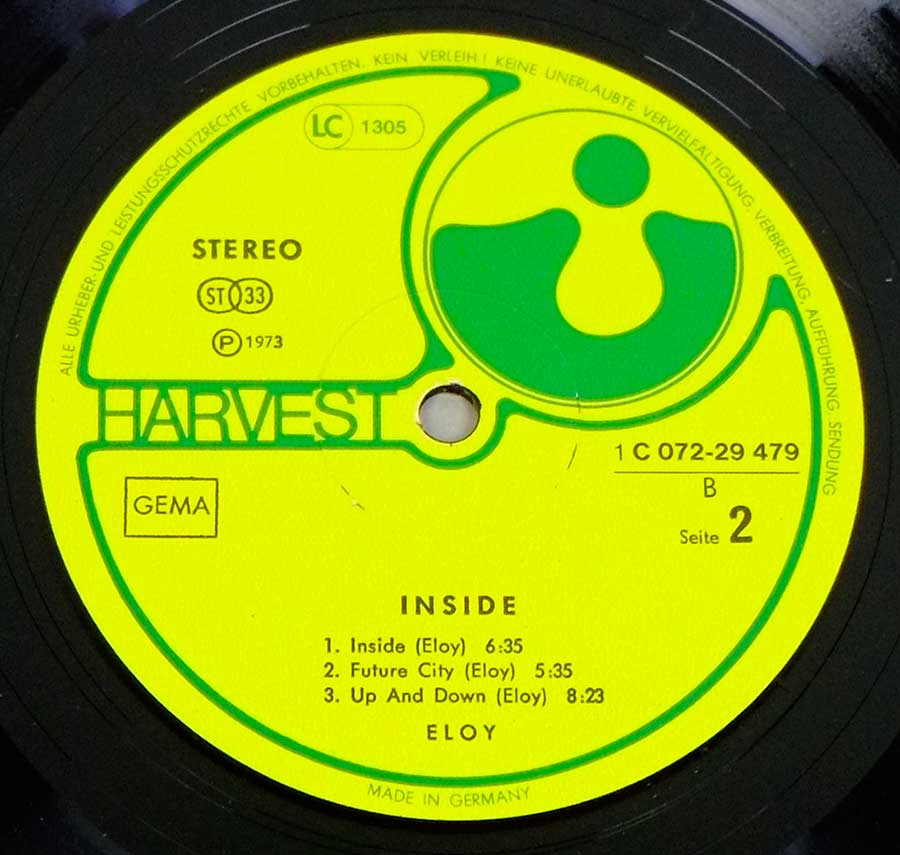 ALLE URHEBER- UND LEISTUNGSSCHUTZRECHTE VORBEHALTEN. KEIN VERLEIH! KEINE UNERLAUBTE VERVIELFÄLTIGUNG, VERBREITUNG, AUFFÜHRUNG, SENDUNG
LC 1305
STEREO
ST 33
℗ 1973
HARVEST
GEMA
1 C 072-29 479
B
Seite 2
INSIDE
1. Inside (Eloy) 6:35
2. Future City (Eloy) 5:35
3. Up And Down (Eloy) 8:23
ELOY
MADE IN GERMANY